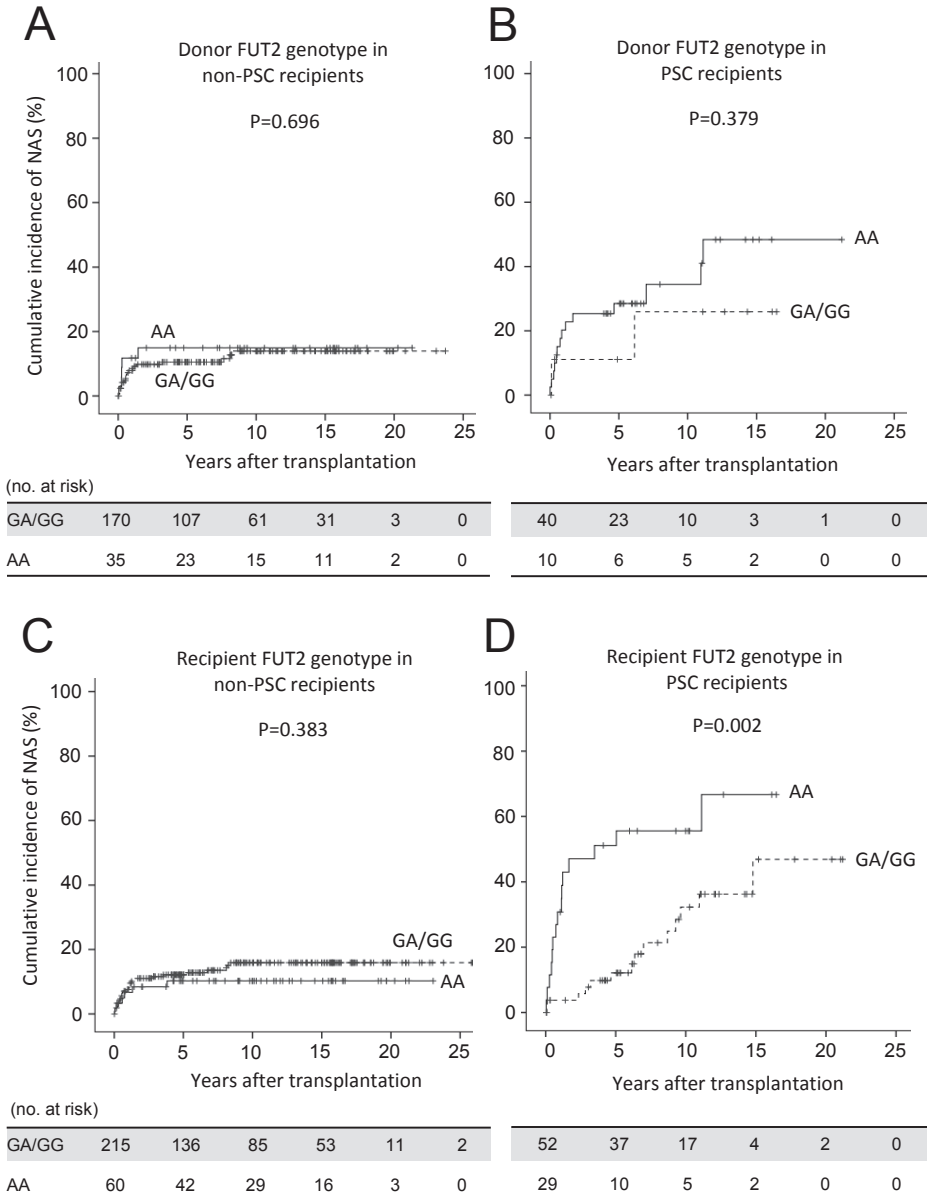 A
Donor FUT2 genotype in
non-PSC recipients
P=0.696
Cumulative incidence of NAS (%)
100
80
60
40
20
0
AA
GA/GG
0 5 10 15 20 25
Years after transplantation
B
Donor FUT2 genotype in
PSC recipients
P=0.379
100
80
60
40
20
0
AA
GA/GG
0 5 10 15 20 25
Years after transplantation
(no. at risk)
GA/GG 170 107 61 31 3 0 40 23 10 3 1 0
AA 35 23 15 11 2 0 10 6 5 2 0 0
C
Recipient FUT2 genotype in
non-PSC recipients
P=0.383
Cumulative incidence of NAS (%)
100
80
60
40
20
0
GA/GG
AA
0 5 10 15 20 25
Years after transplantation
D
Recipient FUT2 genotype in
PSC recipients
P=0.002
100
80
60
40
20
0
AA
GA/GG
0 5 10 15 20 25
Years after transplantation
(no. at risk)
GA/GG 215 136 85 53 11 2 52 37 17 4 2 0
AA 60 42 29 16 3 0 29 10 5 2 0 0